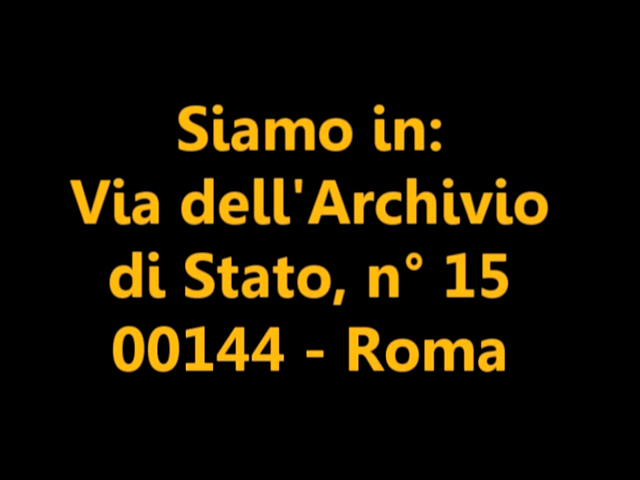 Siamo in:
Via dell'Archivio
di Stato, n° 15
00144 - Roma